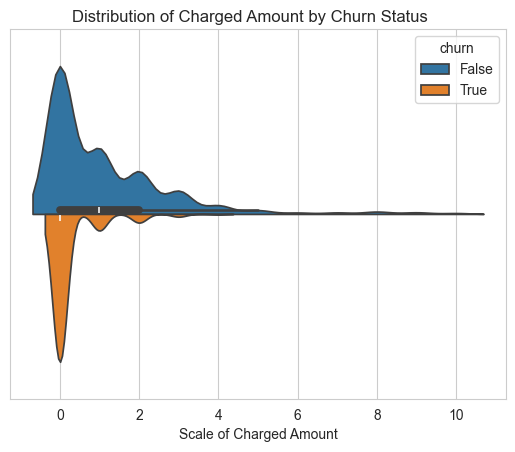 Distribution of Charged Amount by Churn Status
churn
False
True
0 2 4 6 8 10
Scale of Charged Amount